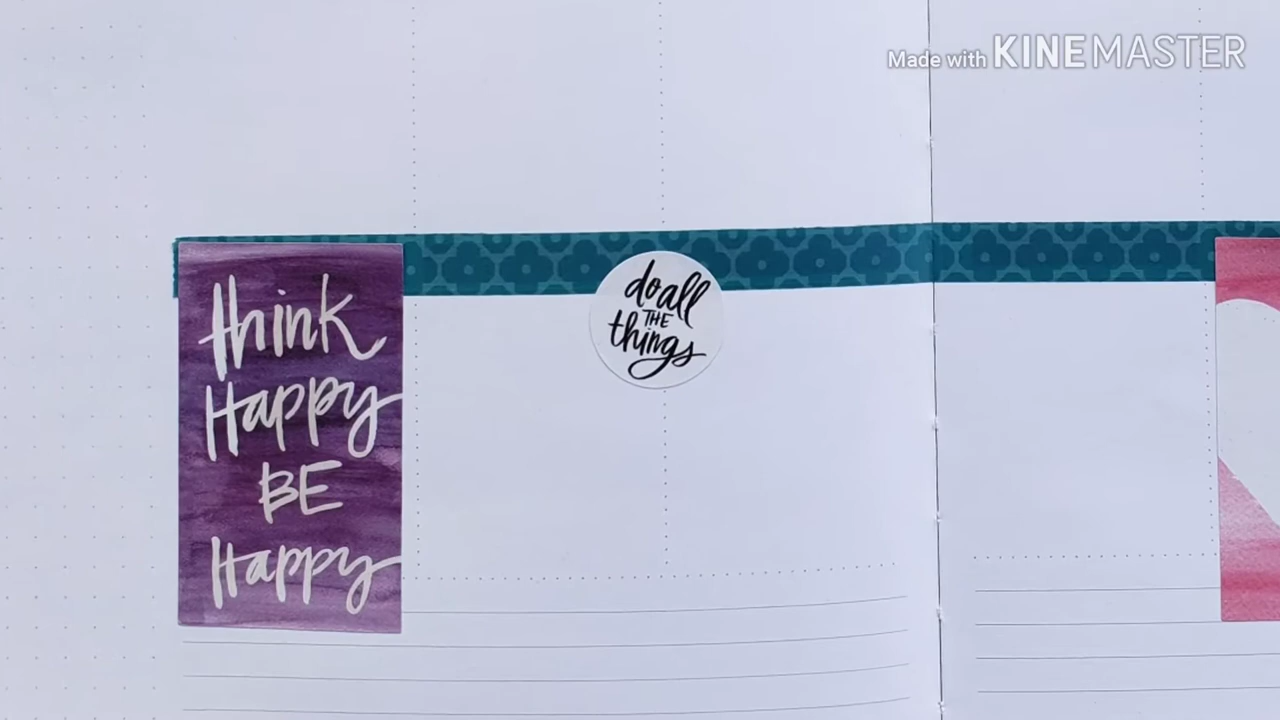 Made with KINEMASTER
think
Happy
BE
Happy
do all
THE
things